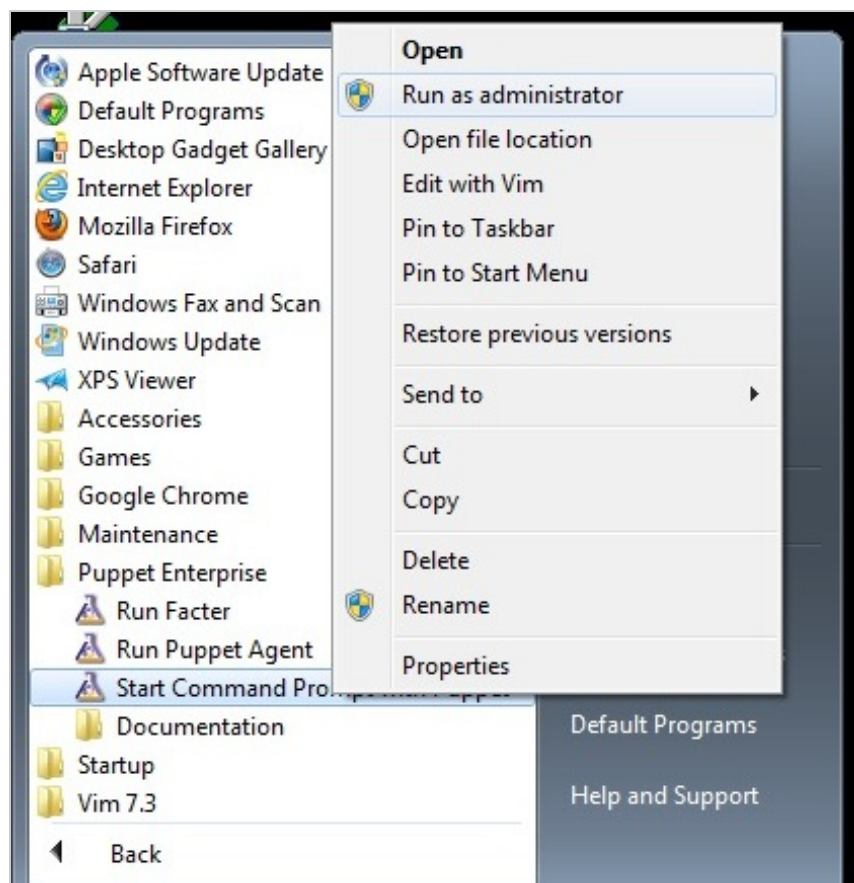 Apple Software Update
Default Programs
Desktop Gadget Gallery
Internet Explorer
Mozilla Firefox
Safari
Windows Fax and Scan
Windows Update
XPS Viewer
Accessories
Games
Google Chrome
Maintenance
Puppet Enterprise
Run Facter
Run Puppet Agent
Start Command Prompt with Puppet
Documentation
Startup
Vim 7.3
Back
Open
Run as administrator
Open file location
Edit with Vim
Pin to Taskbar
Pin to Start Menu
Restore previous versions
Send to
Cut
Copy
Delete
Rename
Properties
Default Programs
Help and Support